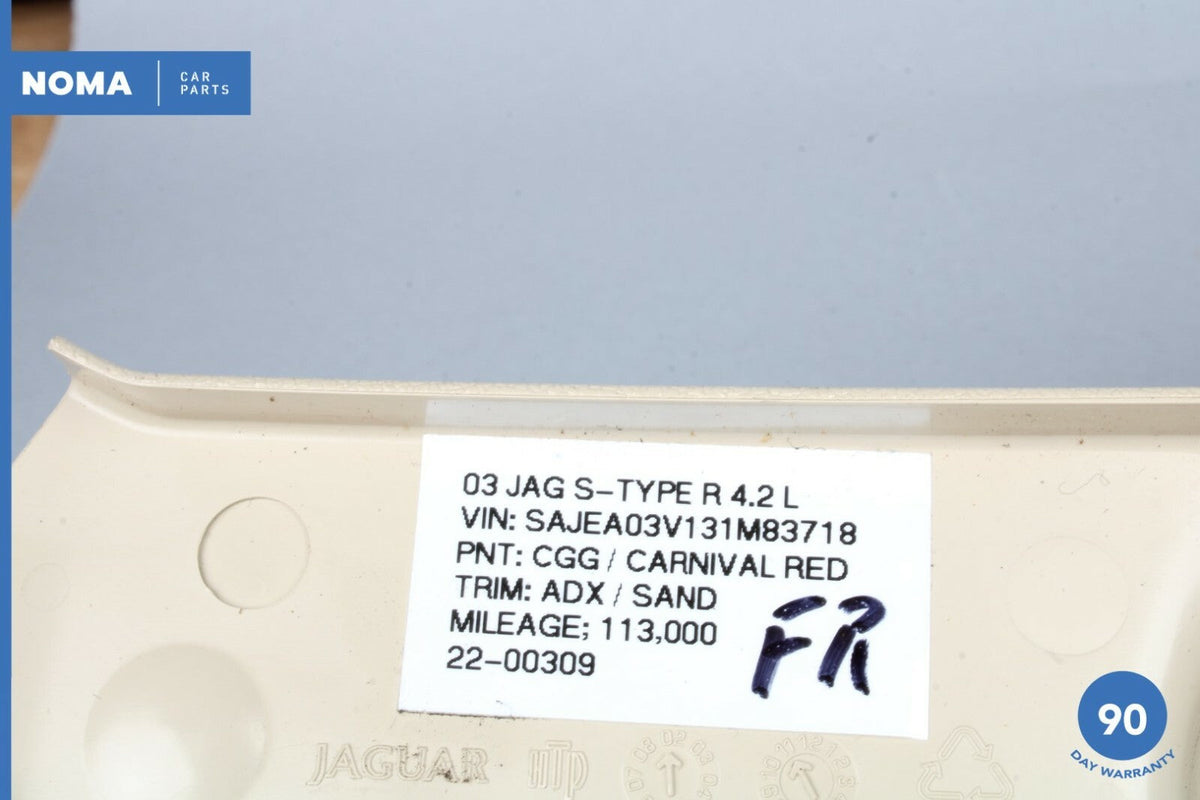 NOMA
CAR
PARTS
03 JAG S-TYPE R 4.2 L
VIN: SAJEA03V131M83718
PNT: CGG / CARNIVAL RED
TRIM: ADX / SAND
MILEAGE; 113,000
22-00309
FR
JAGUAR
90
DAY WARRANTY